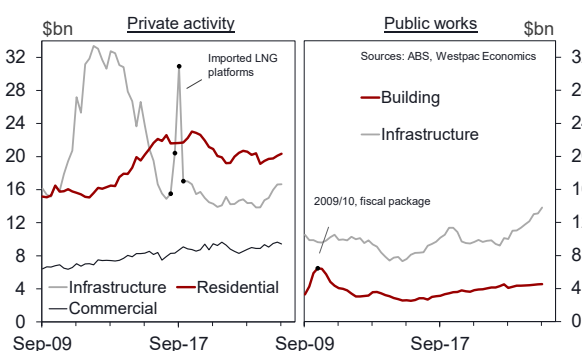 Private activity
Public works
$bn
$bn
32
28
24
20
16
12
8
4
0
Imported LNG
platforms
Infrastructure
Residential
Commercial
Sep-09
Sep-17
Sources: ABS, Westpac Economics
Building
Infrastructure
2009/10, fiscal package
Sep-09
Sep-17
3
2
2
2
1
1
8
4
0